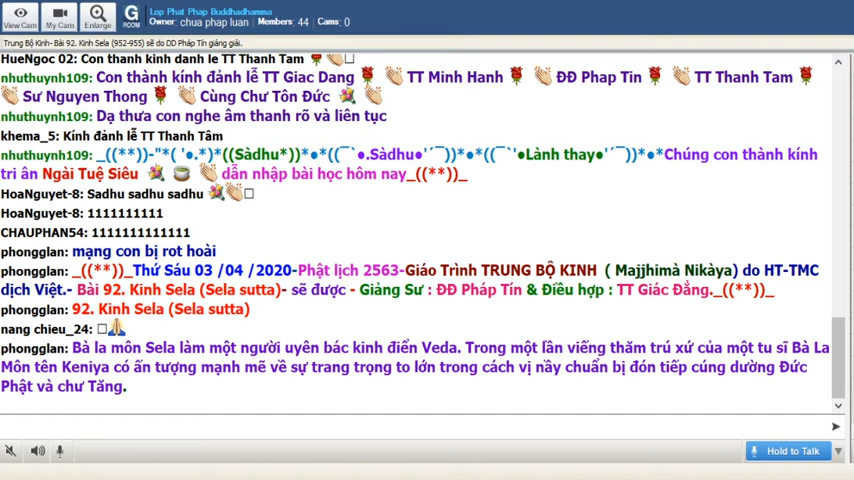 View Cam
My Cam
Enlarge
G
ROOM
Lop Phat Phap Buddhadhamma
Owner: chua phap luan Members: 44 Cams: 0
Trung Bộ Kinh- Bài 92. Kinh Sela (952-955) sẽ do DD Pháp Tín giảng giải.
HueNgoc 02: Con thanh kinh danh le TT Thanh Tam 🌹 👏□
nhuthuynh109: Con thành kính đảnh lễ TT Giac Dang 🌹 👏 TT Minh Hanh 🌹 👏 ĐĐ Phap Tin 🌹 👏 TT Thanh Tam 🌹
👏 Sư Nguyen Thong 🌹 👏 Cùng Chư Tôn Đức 💐 👏
nhuthuynh109: Dạ thưa con nghe âm thanh rõ và liên tục
khema_5: Kính đảnh lễ TT Thanh Tâm
nhuthuynh109: _((**))-"*( '●.*)*((Sàdhu*))*●*((¯`●.Sàdhu●'´¯))*●*((¯`'●Lành thay●'´¯))*●*Chúng con thành kính
tri ân Ngài Tuệ Siêu 💐 🍵 👏 dẫn nhập bài học hôm nay_((**))_
HoaNguyet-8: Sadhu sadhu sadhu 💐👏□
HoaNguyet-8: 1111111111
CHAUPHAN54: 1111111111111
phongglan: mạng con bị rot hoài
phongglan: _((**))_Thứ Sáu 03 /04 /2020-Phật lịch 2563-Giáo Trình TRUNG BỘ KINH ( Majjhimà Nikàya) do HT-TMC
dịch Việt.- Bài 92. Kinh Sela (Sela sutta)- sẽ được - Giảng Sư : ĐĐ Pháp Tín & Điều hợp : TT Giác Đẳng._((**))_
phongglan: 92. Kinh Sela (Sela sutta)
nang chieu_24: □🙏
phongglan: Bà la môn Sela làm một người uyên bác kinh điển Veda. Trong một lần viếng thăm trú xứ của một tu sĩ Bà La
Môn tên Keniya có ấn tượng mạnh mẽ về sự trang trọng to lớn trong cách vị nầy chuẩn bị đón tiếp cúng dường Đức
Phật và chư Tăng.
Hold to Talk